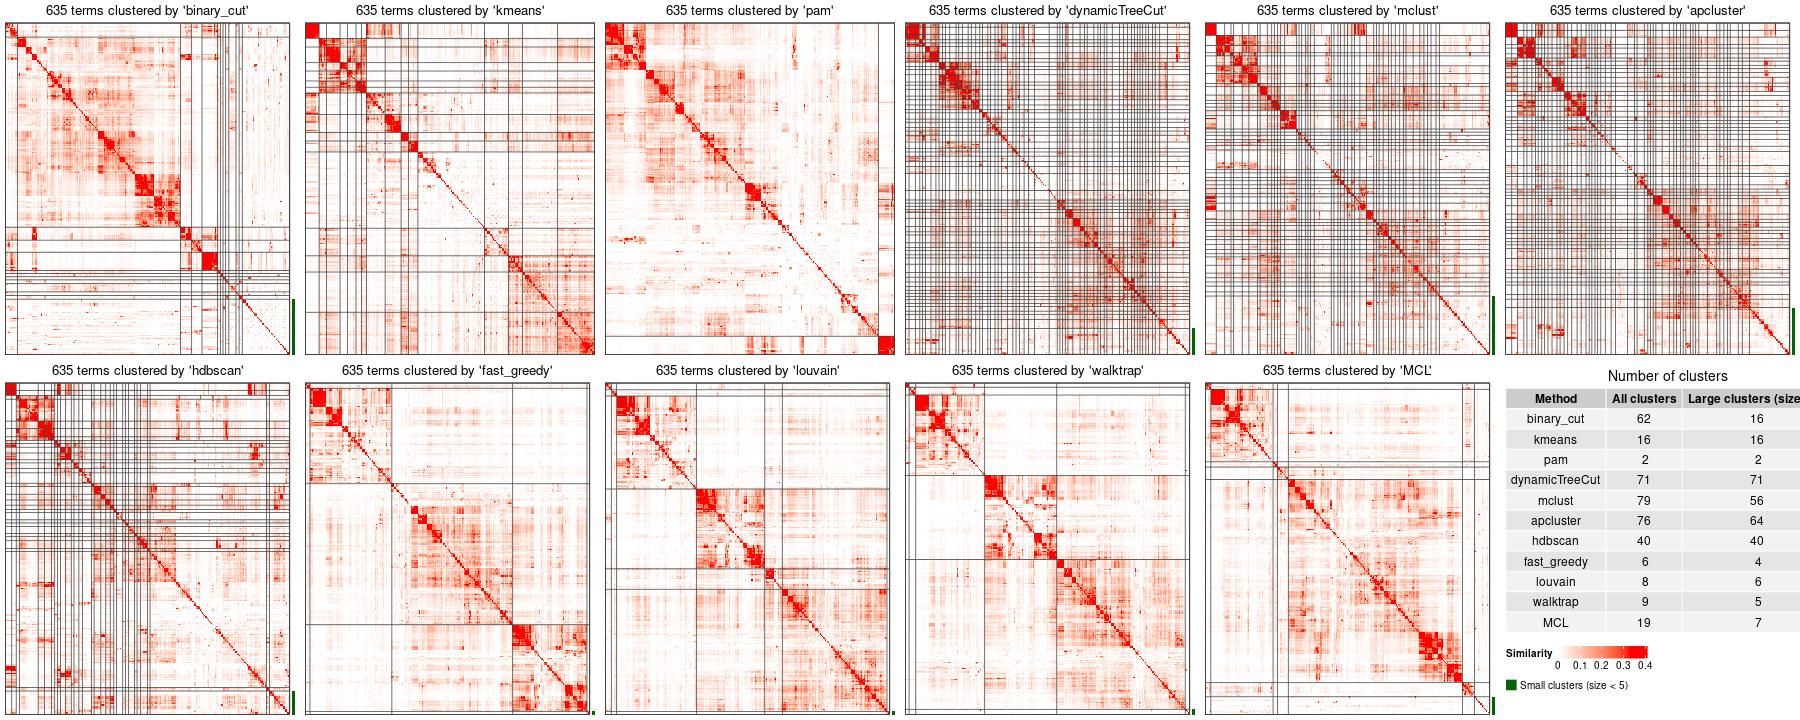 635 terms clustered by 'binary_cut'
635 terms clustered by 'kmeans'
635 terms clustered by 'pam'
635 terms clustered by 'dynamicTreeCut'
635 terms clustered by 'mclust'
635 terms clustered by 'apcluster'
635 terms clustered by 'hdbscan'
635 terms clustered by 'fast_greedy'
635 terms clustered by 'louvain'
635 terms clustered by 'walktrap'
635 terms clustered by 'MCL'
Number of clusters
Method All clusters Large clusters (size
binary_cut 62 16
kmeans 16 16
pam 2 2
dynamicTreeCut 71 71
mclust 79 56
apcluster 76 64
hdbscan 40 40
fast_greedy 6 4
louvain 8 6
walktrap 9 5
MCL 19 7
Similarity
0 0.1 0.2 0.3 0.4
Small clusters (size < 5)